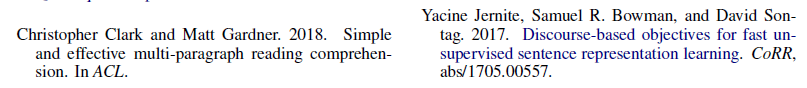 Christopher Clark and Matt Gardner. 2018. Simple
and effective multi-paragraph reading comprehen-
sion. In ACL.
Yacine Jernite, Samuel R. Bowman, and David Son-
tag. 2017. Discourse-based objectives for fast un-
supervised sentence representation learning. CoRR,
abs/1705.00557.